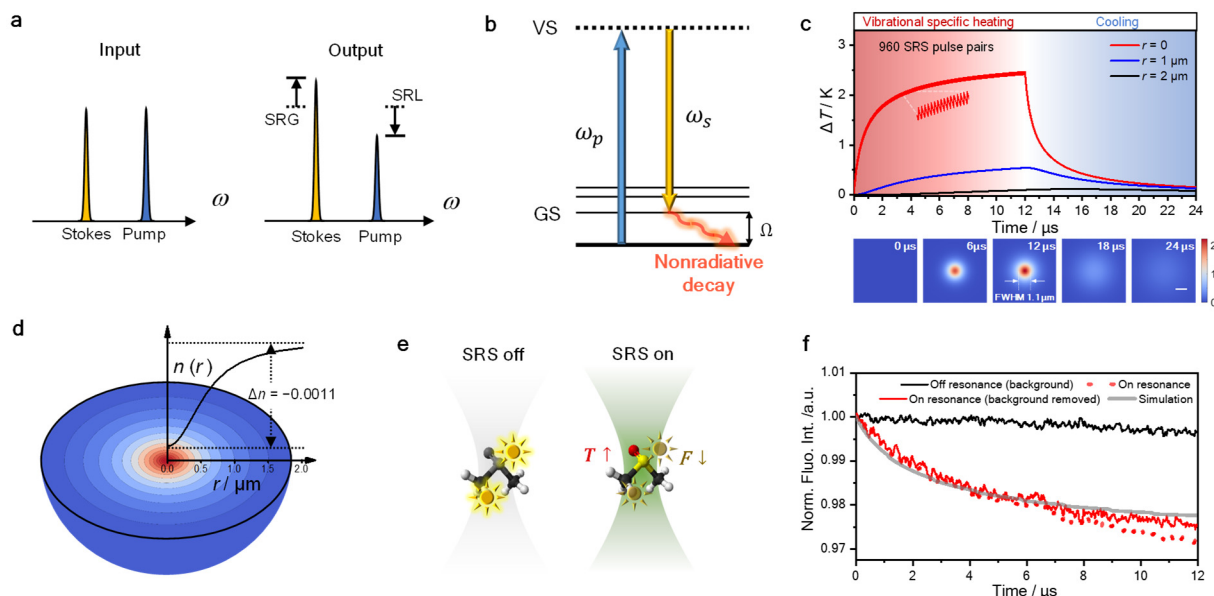 a
Input
Output
SRG
SRL
ω
ω
Stokes
Pump
Stokes
Pump
b
VS
ωp
ωs
GS
Ω
Nonradiative
decay
c
Vibrational specific heating
Cooling
960 SRS pulse pairs
r = 0
r = 1 μm
r = 2 μm
ΔT / K
3
2
1
0
0 2 4 6 8 10 12 14 16 18 20 22 24
Time / μs
0 μs
6μs
12 μs
18 μs
24 μs
FWHM 1.1μm
2
1
0
d
n (r)
Δn = −0.0011
0.0 0.5 1.0 1.5 2.0
r / μm
e
SRS off
SRS on
T ↑
F ↓
f
Norm. Fluo. Int. /a.u.
1.01
1.00
0.99
0.98
0.97
Off resonance (background)
On resonance
On resonance (background removed)
Simulation
0 2 4 6 8 10 12
Time / μs